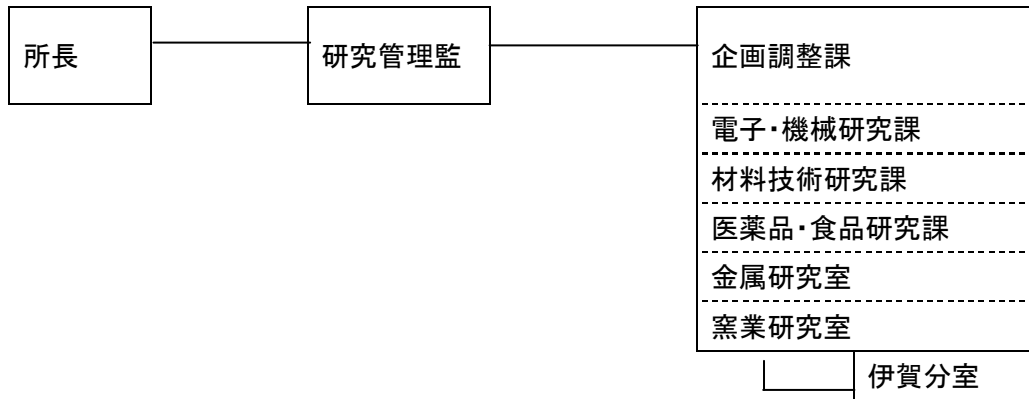 所長
研究管理監
企画調整課
電子・機械研究課
材料技術研究課
医薬品・食品研究課
金属研究室
窯業研究室
伊賀分室